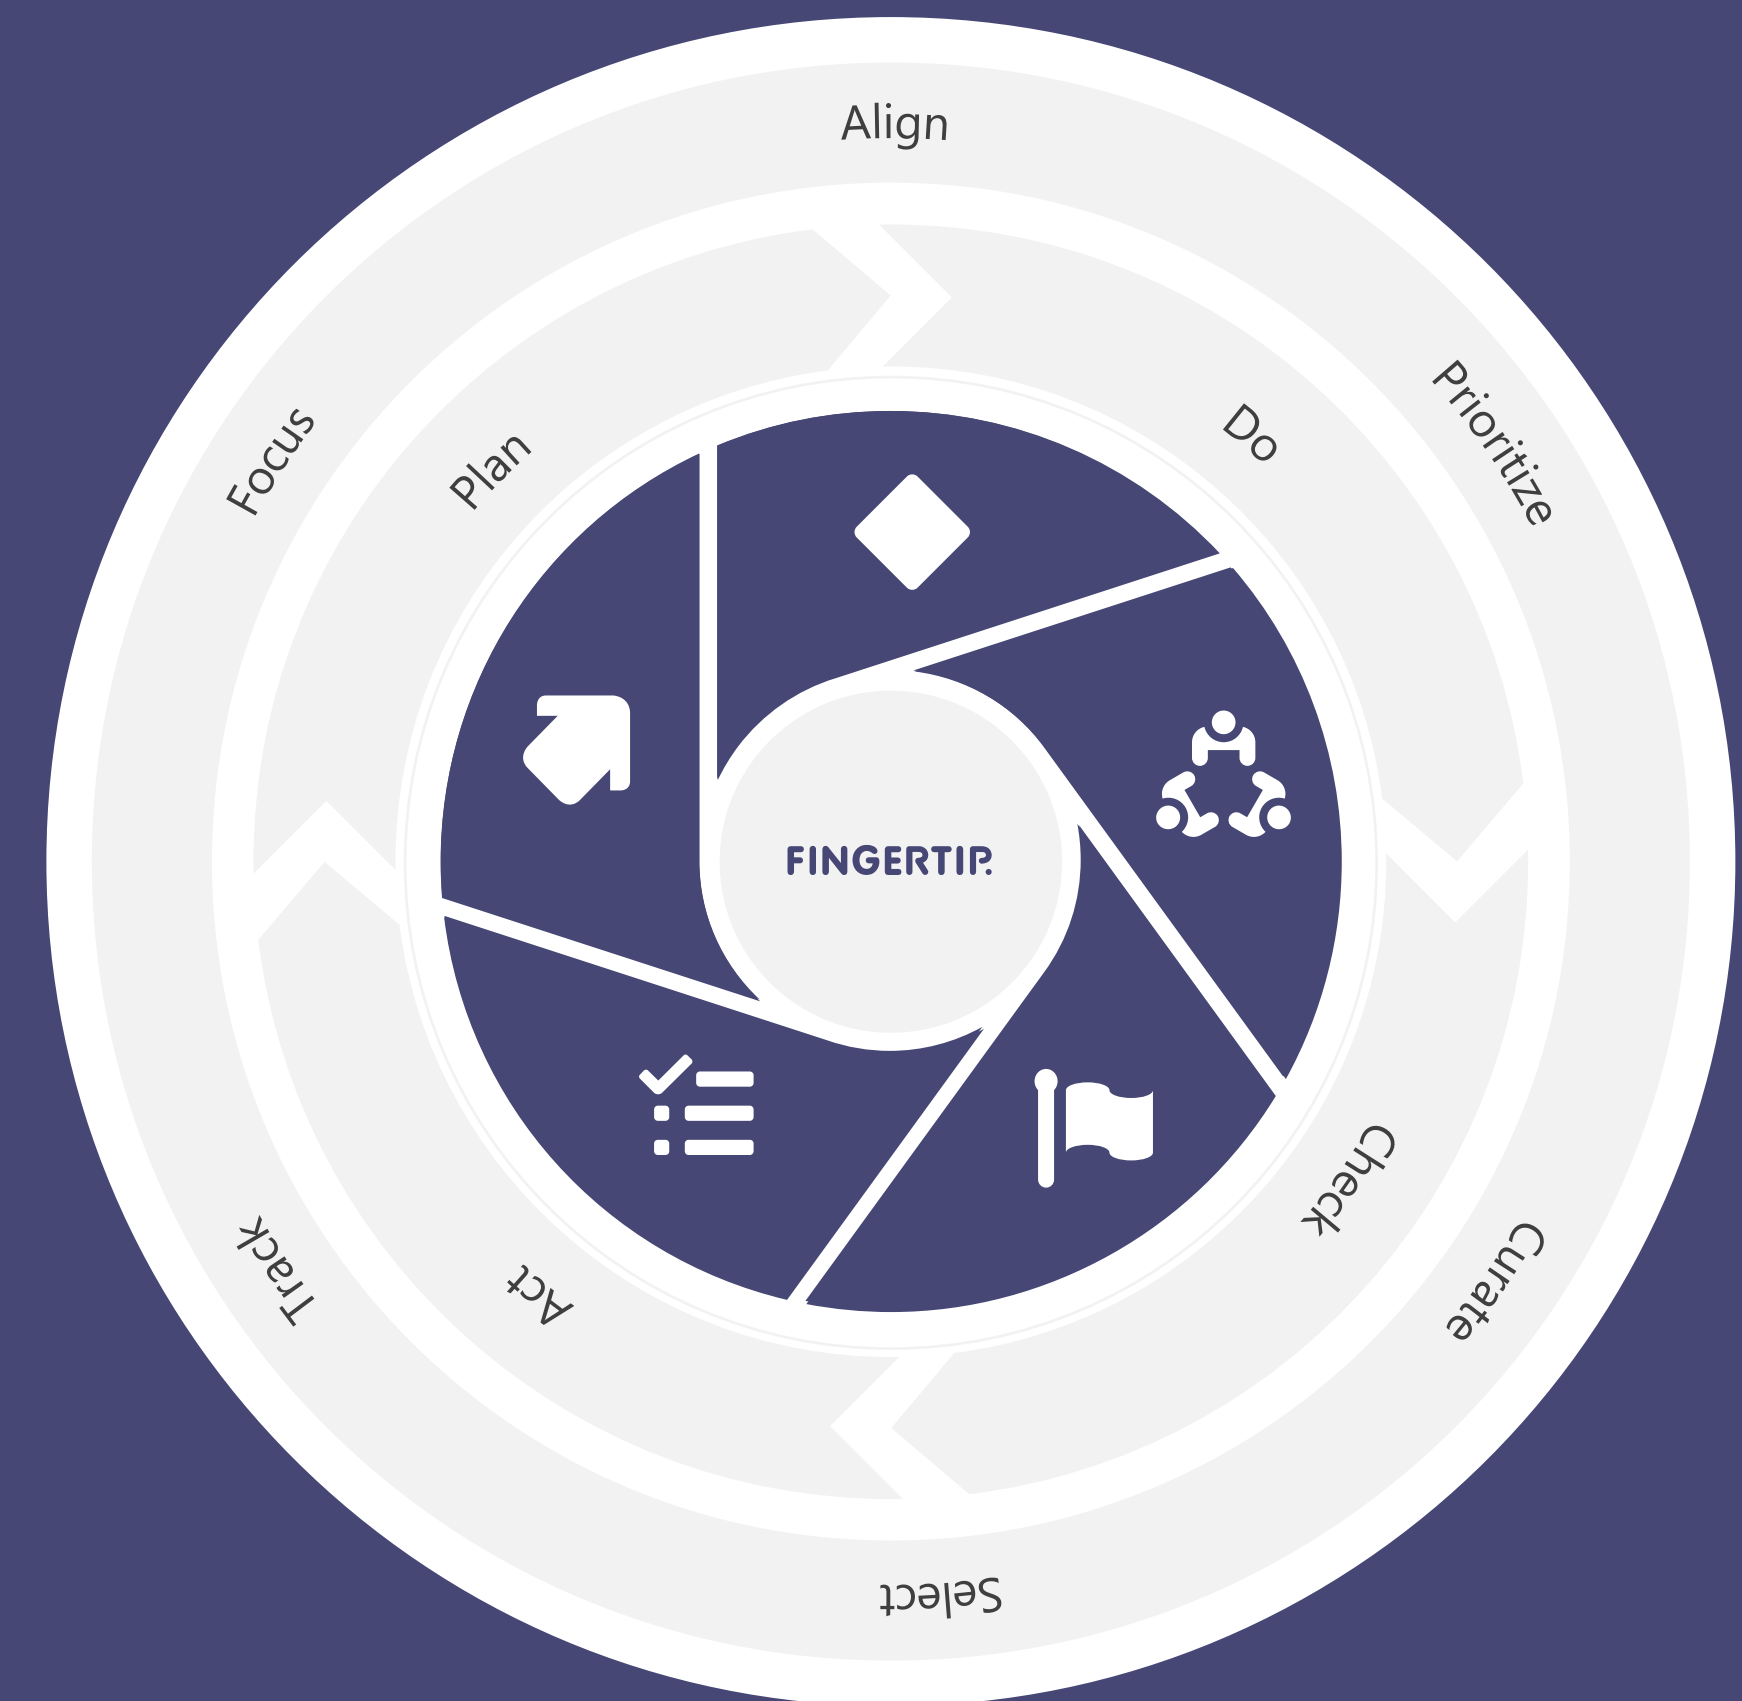 Align
Prioritize
Curate
Select
Track
Focus
Plan
Do
Check
Act
FINGERTIP.